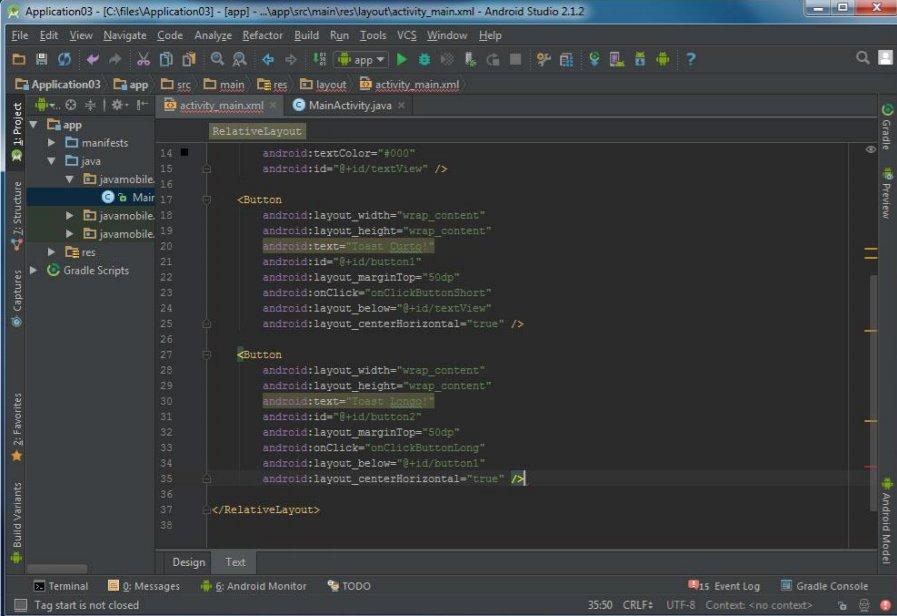 Application03 - [C:\files\Application03] - [app] - ...\app\src\main\res\layout\activity_main.xml - Android Studio 2.1.2
File Edit View Navigate Code Analyze Refactor Build Run Tools VCS Window Help
app
Application03 app src main res layout activity_main.xml
activity_main.xml MainActivity.java
RelativeLayout
1: Project
7: Structure
Captures
2: Favorites
Build Variants
app
manifests
java
javamobile.
Mair
javamobile.
javamobile.
res
Gradle Scripts
14 android:textColor="#000"
15 android:id="@+id/textView" />
16
17 <Button
18 android:layout_width="wrap_content"
19 android:layout_height="wrap_content"
20 android:text="Toast Curto!"
21 android:id="@+id/button1"
22 android:layout_marginTop="50dp"
23 android:onClick="onClickButtonShort"
24 android:layout_below="@+id/textView"
25 android:layout_centerHorizontal="true" />
26
27 <Button
28 android:layout_width="wrap_content"
29 android:layout_height="wrap_content"
30 android:text="Toast Longo!"
31 android:id="@+id/button2"
32 android:layout_marginTop="50dp"
33 android:onClick="onClickButtonLong"
34 android:layout_below="@+id/button1"
35 android:layout_centerHorizontal="true" />
36
37 </RelativeLayout>
38
Gradle
Preview
Android Model
Design Text
Terminal 0: Messages 6: Android Monitor TODO 15 Event Log Gradle Console
Tag start is not closed 35:50 CRLF UTF-8 Context: <no context>